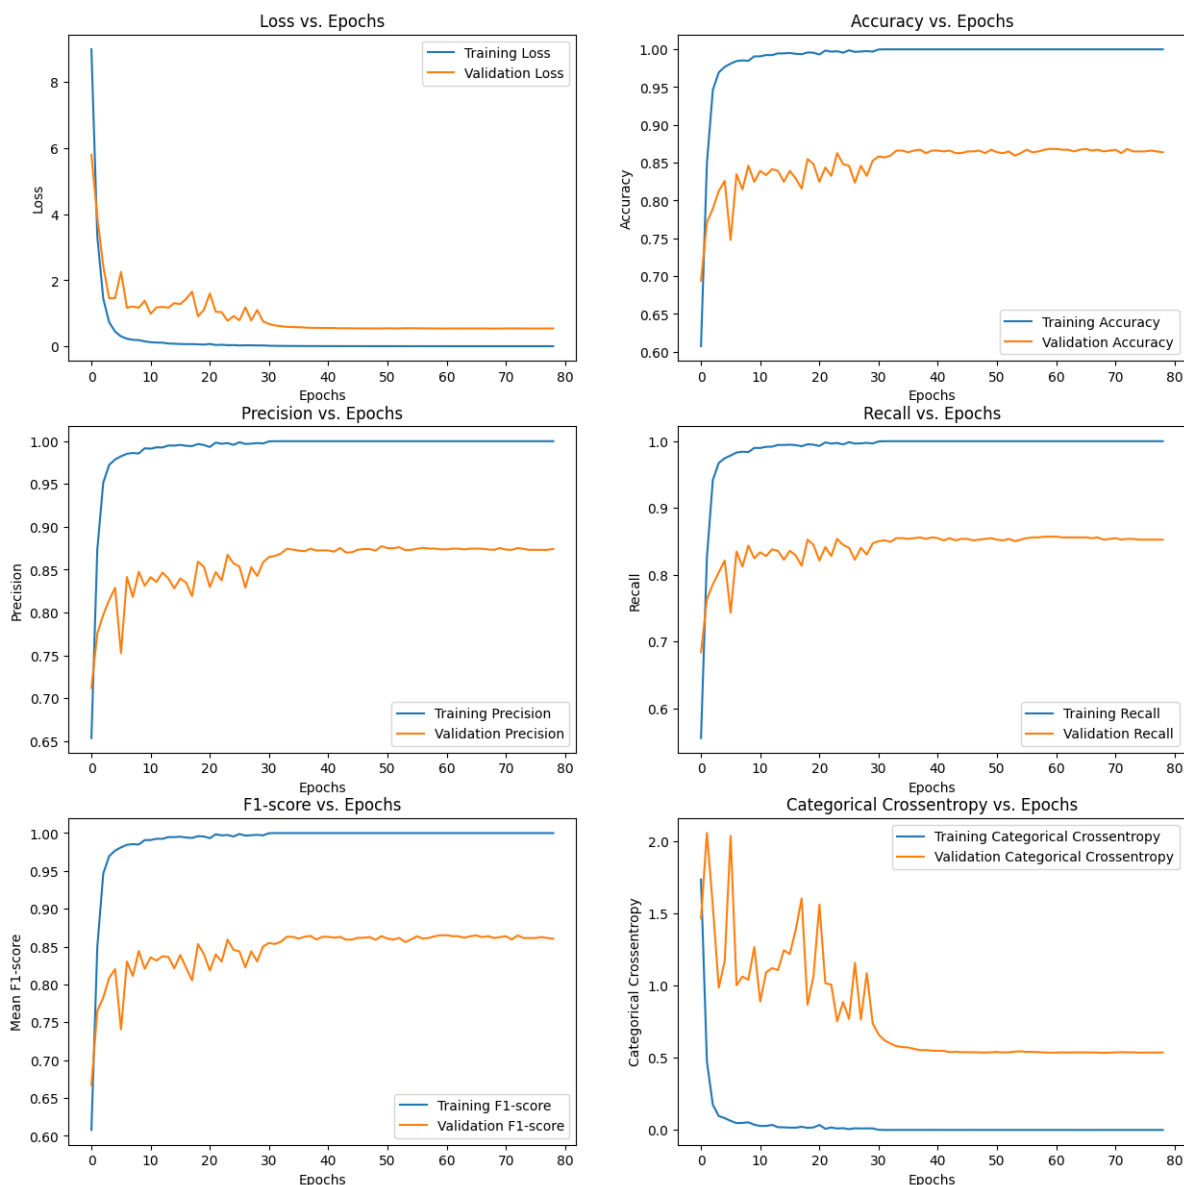 Loss vs. Epochs
Loss
8
6
4
2
0
Training Loss
Validation Loss
0 10 20 30 40 50 60 70 80
Epochs
Accuracy vs. Epochs
Accuracy
1.00
0.95
0.90
0.85
0.80
0.75
0.70
0.65
0.60
Training Accuracy
Validation Accuracy
0 10 20 30 40 50 60 70 80
Epochs
Precision vs. Epochs
Precision
1.00
0.95
0.90
0.85
0.80
0.75
0.70
0.65
Training Precision
Validation Precision
0 10 20 30 40 50 60 70 80
Epochs
Recall vs. Epochs
Recall
1.0
0.9
0.8
0.7
0.6
Training Recall
Validation Recall
0 10 20 30 40 50 60 70 80
Epochs
F1-score vs. Epochs
Mean F1-score
1.00
0.95
0.90
0.85
0.80
0.75
0.70
0.65
0.60
Training F1-score
Validation F1-score
0 10 20 30 40 50 60 70 80
Epochs
Categorical Crossentropy vs. Epochs
Categorical Crossentropy
2.0
1.5
1.0
0.5
0.0
Training Categorical Crossentropy
Validation Categorical Crossentropy
0 10 20 30 40 50 60 70 80
Epochs